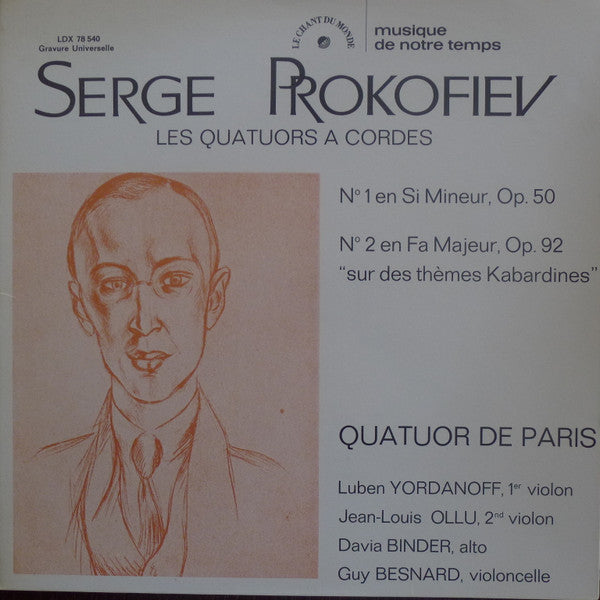 LDX 78 540
Gravure Universelle
LE CHANT DU MONDE
musique
de notre temps
SERGE PROKOFIEV
LES QUATUORS A CORDES
N° 1 en Si Mineur, Op. 50
N° 2 en Fa Majeur, Op. 92
“sur des thèmes Kabardines”
QUATUOR DE PARIS
Luben YORDANOFF, 1er violon
Jean-Louis OLLU, 2nd violon
Davia BINDER, alto
Guy BESNARD, violoncelle